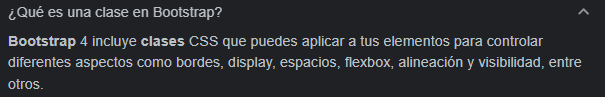 ¿Qué es una clase en Bootstrap?
Bootstrap 4 incluye clases CSS que puedes aplicar a tus elementos para controlar
diferentes aspectos como bordes, display, espacios, flexbox, alineación y visibilidad, entre
otros.